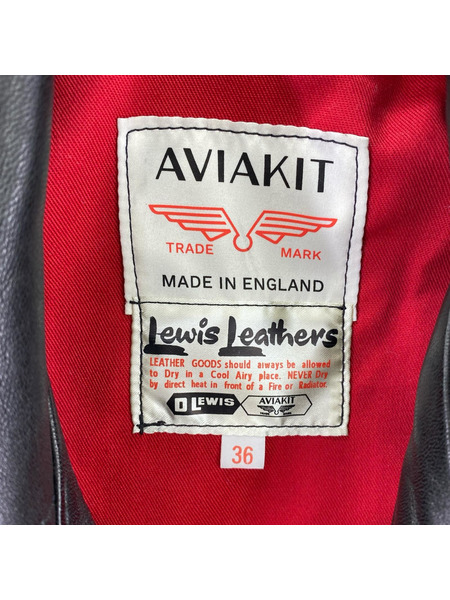 AVIAKIT
TRADE MARK
MADE IN ENGLAND
Lewis Leathers
LEATHER GOODS should always be allowed
to Dry in a Cool Airy place. NEVER Dry
by direct heat in front of a Fire or Radiator.
D LEWIS AVIAKIT
36